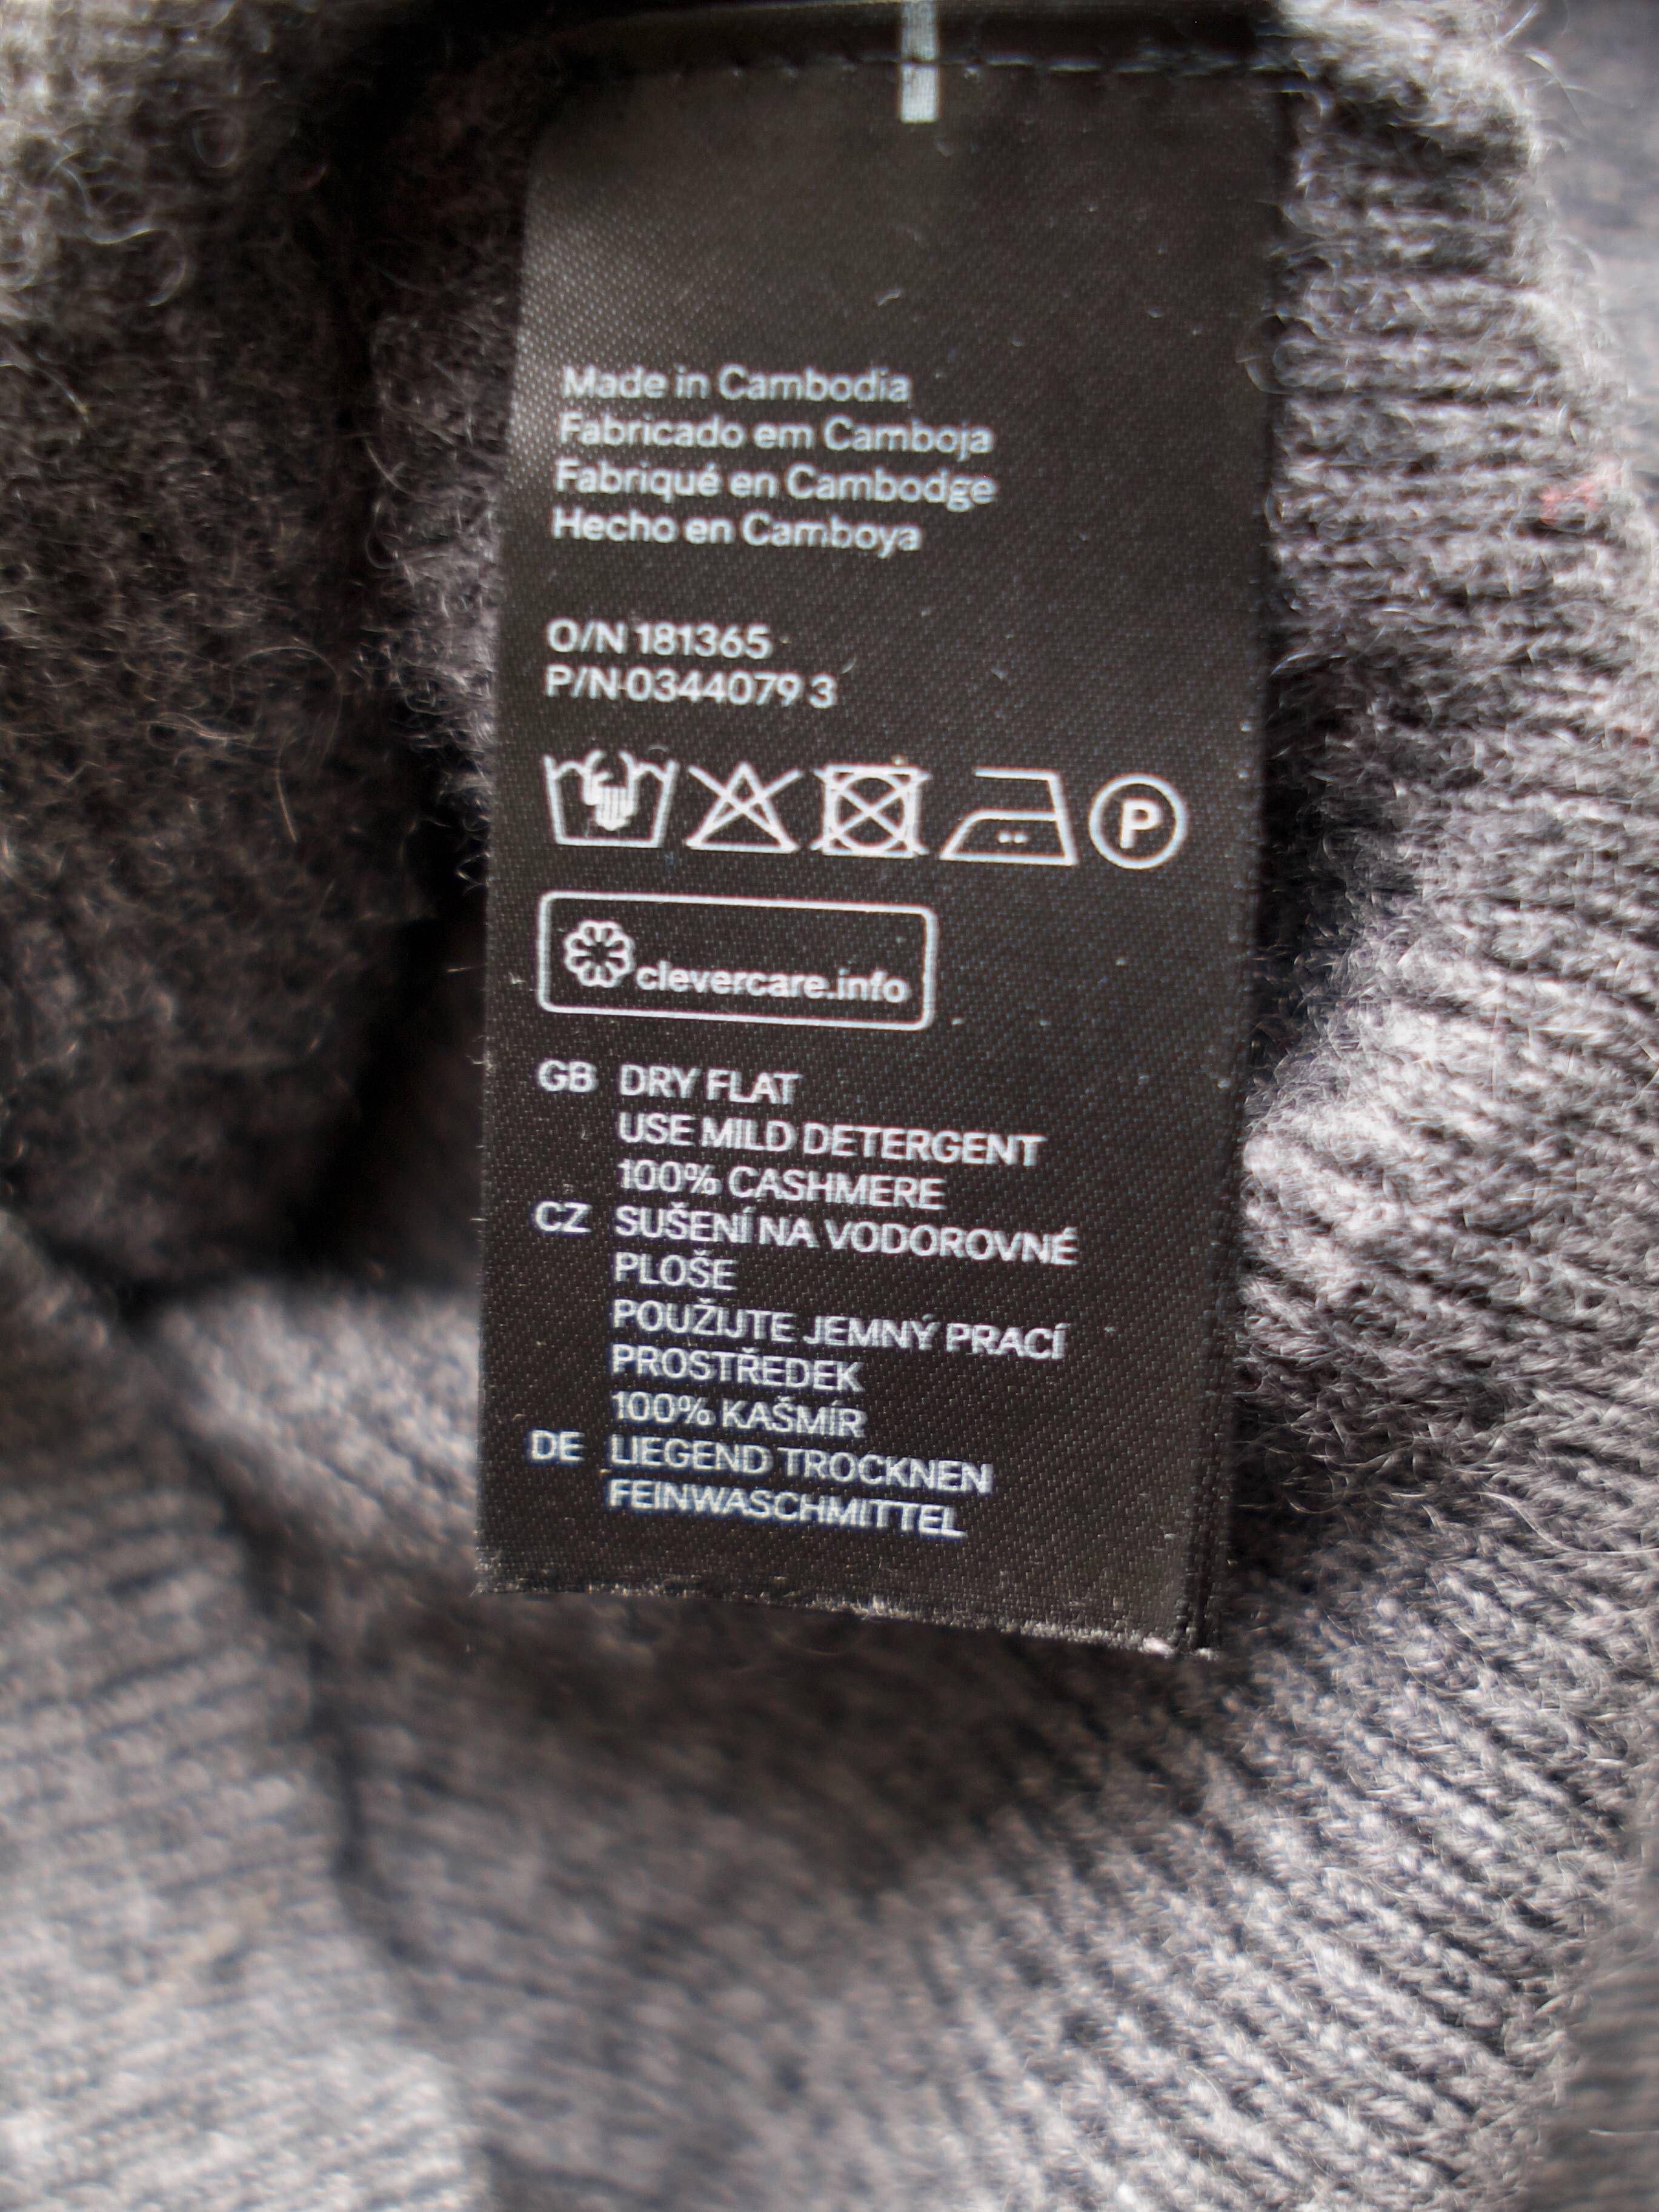 Made in Cambodia
Fabricado em Camboja
Fabriqué en Cambodge
Hecho en Camboya
O/N 181365
P/N 0344079 3
P
clevercare.info
GB DRY FLAT
USE MILD DETERGENT
100% CASHMERE
CZ SUŠENÍ NA VODOROVNÉ
PLOŠE
POUŽIJTE JEMNÝ PRACÍ
PROSTŘEDEK
100% KAŠMÍR
DE LIEGEND TROCKNEN
FEINWASCHMITTEL